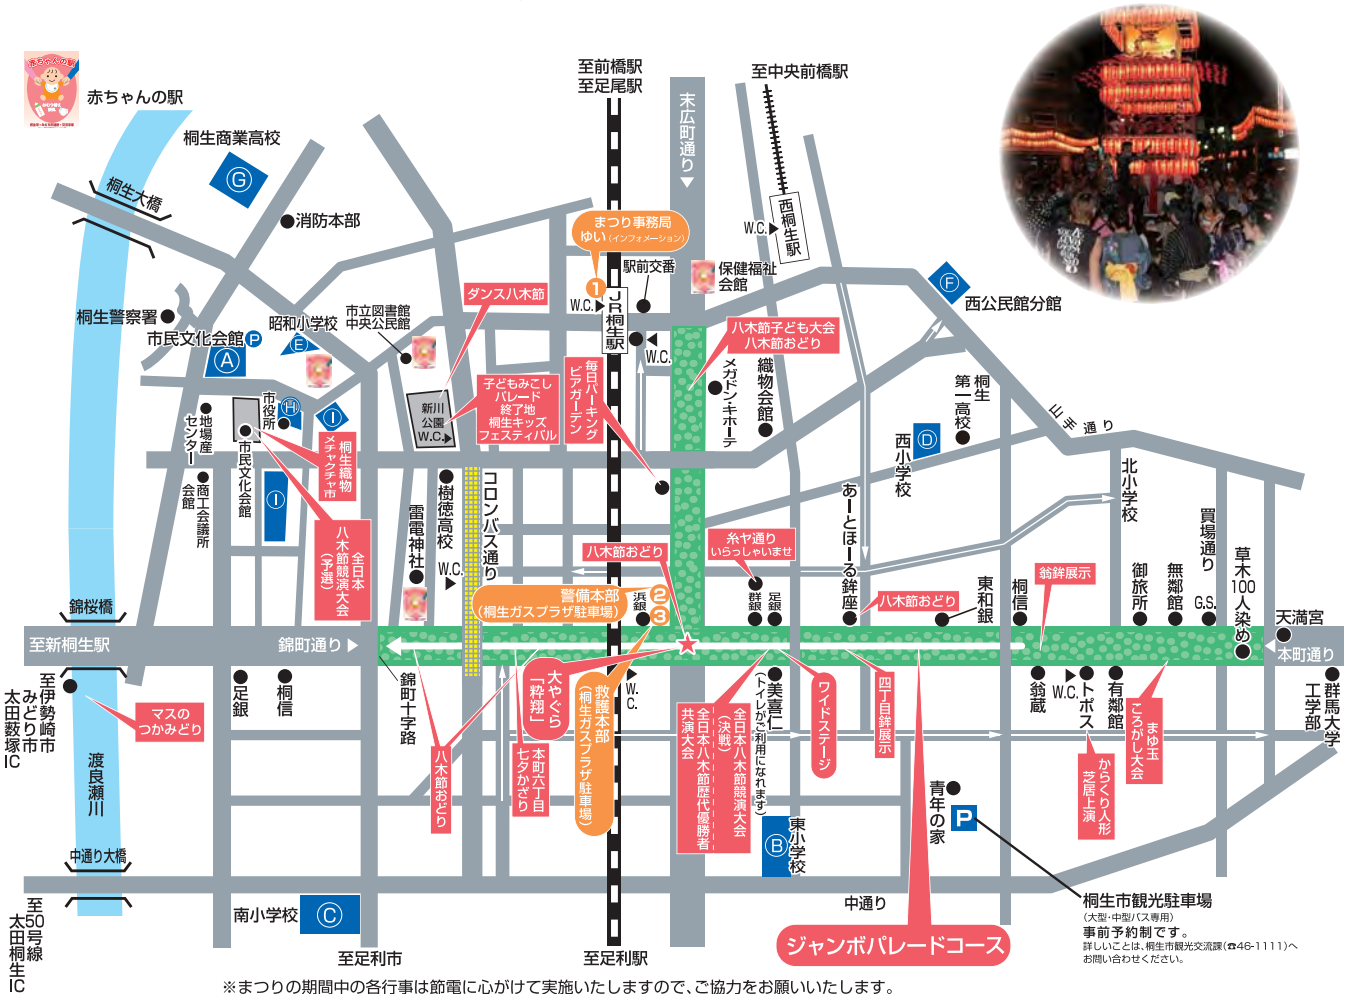 赤ちゃんの駅
赤ちゃんの駅
桐生商業高校
G
桐生大橋
消防本部
至前橋駅
至足尾駅
末広町通り
至中央前橋駅
西桐生駅
W.C.
まつり事務局
ゆい(インフォメーション)
駅前交番
保健福祉
会館
1
W.C.
JR桐生駅
W.C.
F
西公民館分館
桐生警察署
市民文化会館
P
A
昭和小学校
E
市立図書館
中央公民館
ダンス八木節
新川
公園
W.C.
子どもみこし
パレード
終了地
桐生キッズ
フェスティバル
毎日パーキング
ビアガーデン
八木節子ども大会
八木節おどり
メガドン・キホーテ
織物会館
桐生
第一高校
D
西小学校
山手通り
北小学校
買場通り
市役所
H
I
地場産
センター
商工会議所
会館
市民文化会館
I
桐生織物
メチャクチャ市
全日本
八木節競演大会
(予選)
雷電神社
樹徳高校
W.C.
コロンバス通り
八木節おどり
糸ヤ通り
いらっしゃいませ
あーとほーる鉾座
八木節おどり
東和銀
桐信
翁鉾展示
御旅所
無鄰館
G.S.
草木100人染め
天満宮
本町通り
警備本部
(桐生ガスプラザ駐車場)
2
3
浜銀
群銀
足銀
錦桜橋
至新桐生駅
錦町通り
至伊勢崎市
みどり市
太田薮塚IC
マスの
つかみどり
足銀
桐信
錦町十字路
渡良瀬川
八木節おどり
本町六丁目
七夕かざり
大やぐら
「粋翔」
救護本部
(桐生ガスプラザ駐車場)
W.C.
全日本八木節競演大会
(決戦)
全日本八木節歴代優勝者
共演大会
美喜仁
(トイレがご利用になれます)
ワイドステージ
四丁目鉾展示
翁蔵
W.C.
トポス
有鄰館
まゆ玉
ころがし大会
からくり人形
芝居上演
群馬大学
工学部
青年の家
P
B
東小学校
中通り大橋
至50号線
太田桐生IC
南小学校
C
中通り
ジャンボパレードコース
至足利市
至足利駅
桐生市観光駐車場
(大型・中型バス専用)
事前予約制です。
詳しいことは、桐生市観光交流課(☎46-1111)へ
お問い合わせください。
※まつりの期間中の各行事は節電に心がけて実施いたしますので、ご協力をお願いいたします。